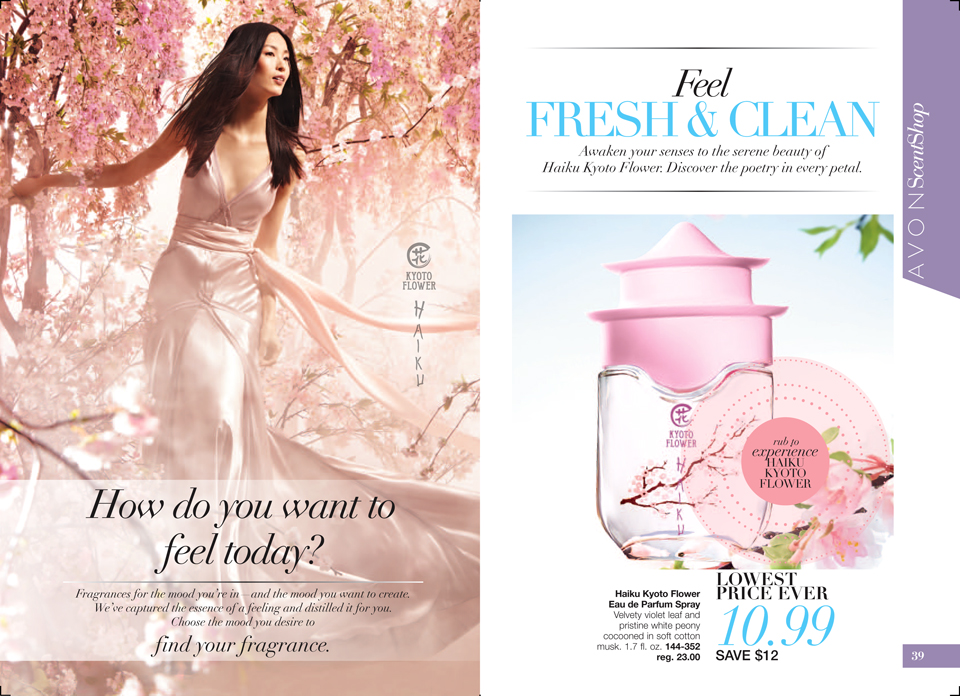 花
KYOTO
FLOWER
HAIKU
How do you want to
feel today?
Fragrances for the mood you're in—and the mood you want to create.
We've captured the essence of a feeling and distilled it for you.
Choose the mood you desire to
find your fragrance.
Feel
FRESH & CLEAN
Awaken your senses to the serene beauty of
Haiku Kyoto Flower. Discover the poetry in every petal.
AVON ScentShop
花
KYOTO
FLOWER
HAIKU
rub to
experience
HAIKU
KYOTO
FLOWER
Haiku Kyoto Flower
Eau de Parfum Spray
Velvety violet leaf and
pristine white peony
cocooned in soft cotton
musk. 1.7 fl. oz. 144-352
reg. 23.00
LOWEST
PRICE EVER
10.99
SAVE $12
39